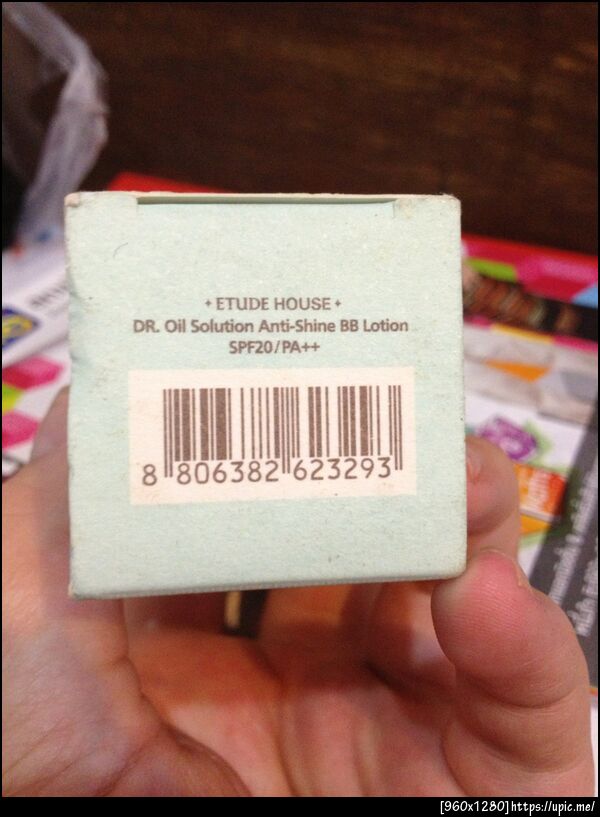 ETUDE HOUSE
DR. Oil Solution Anti-Shine BB Lotion
SPF20/PA++
8 806382 623293
[960x1280]https://upic.me/